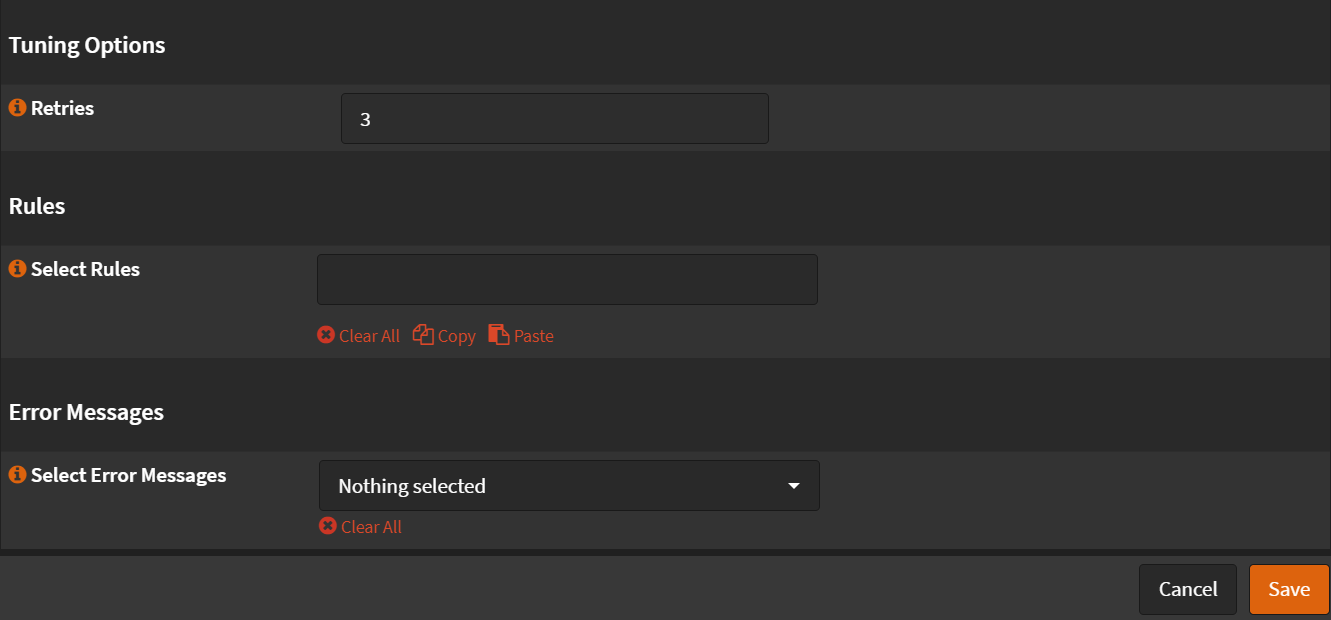 Tuning Options
Retries
3
Rules
Select Rules
Clear All Copy Paste
Error Messages
Select Error Messages
Nothing selected
Clear All
Cancel Save